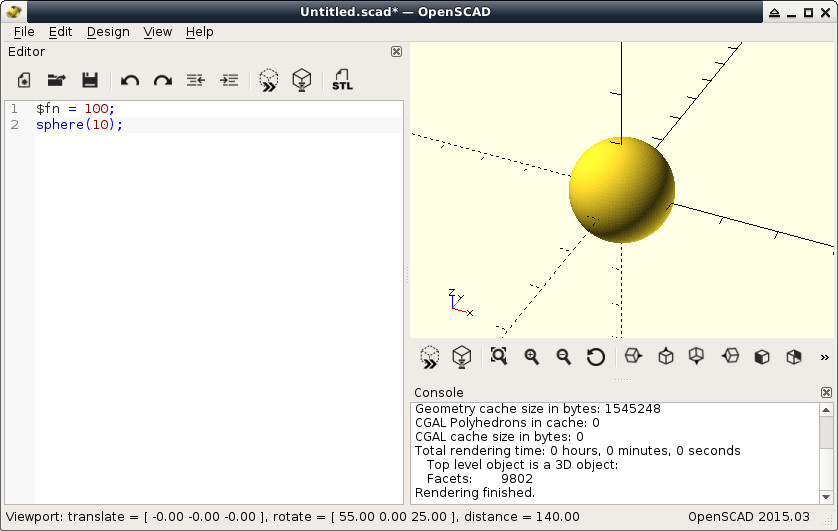 Untitled.scad* — OpenSCAD
File Edit Design View Help
Editor
STL
1 $fn = 100;
2 sphere(10);
Z
Y
X
»
Console
Geometry cache size in bytes: 1545248
CGAL Polyhedrons in cache: 0
CGAL cache size in bytes: 0
Total rendering time: 0 hours, 0 minutes, 0 seconds
Top level object is a 3D object:
Facets: 9802
Rendering finished.
Viewport: translate = [ -0.00 -0.00 -0.00 ], rotate = [ 55.00 0.00 25.00 ], distance = 140.00
OpenSCAD 2015.03